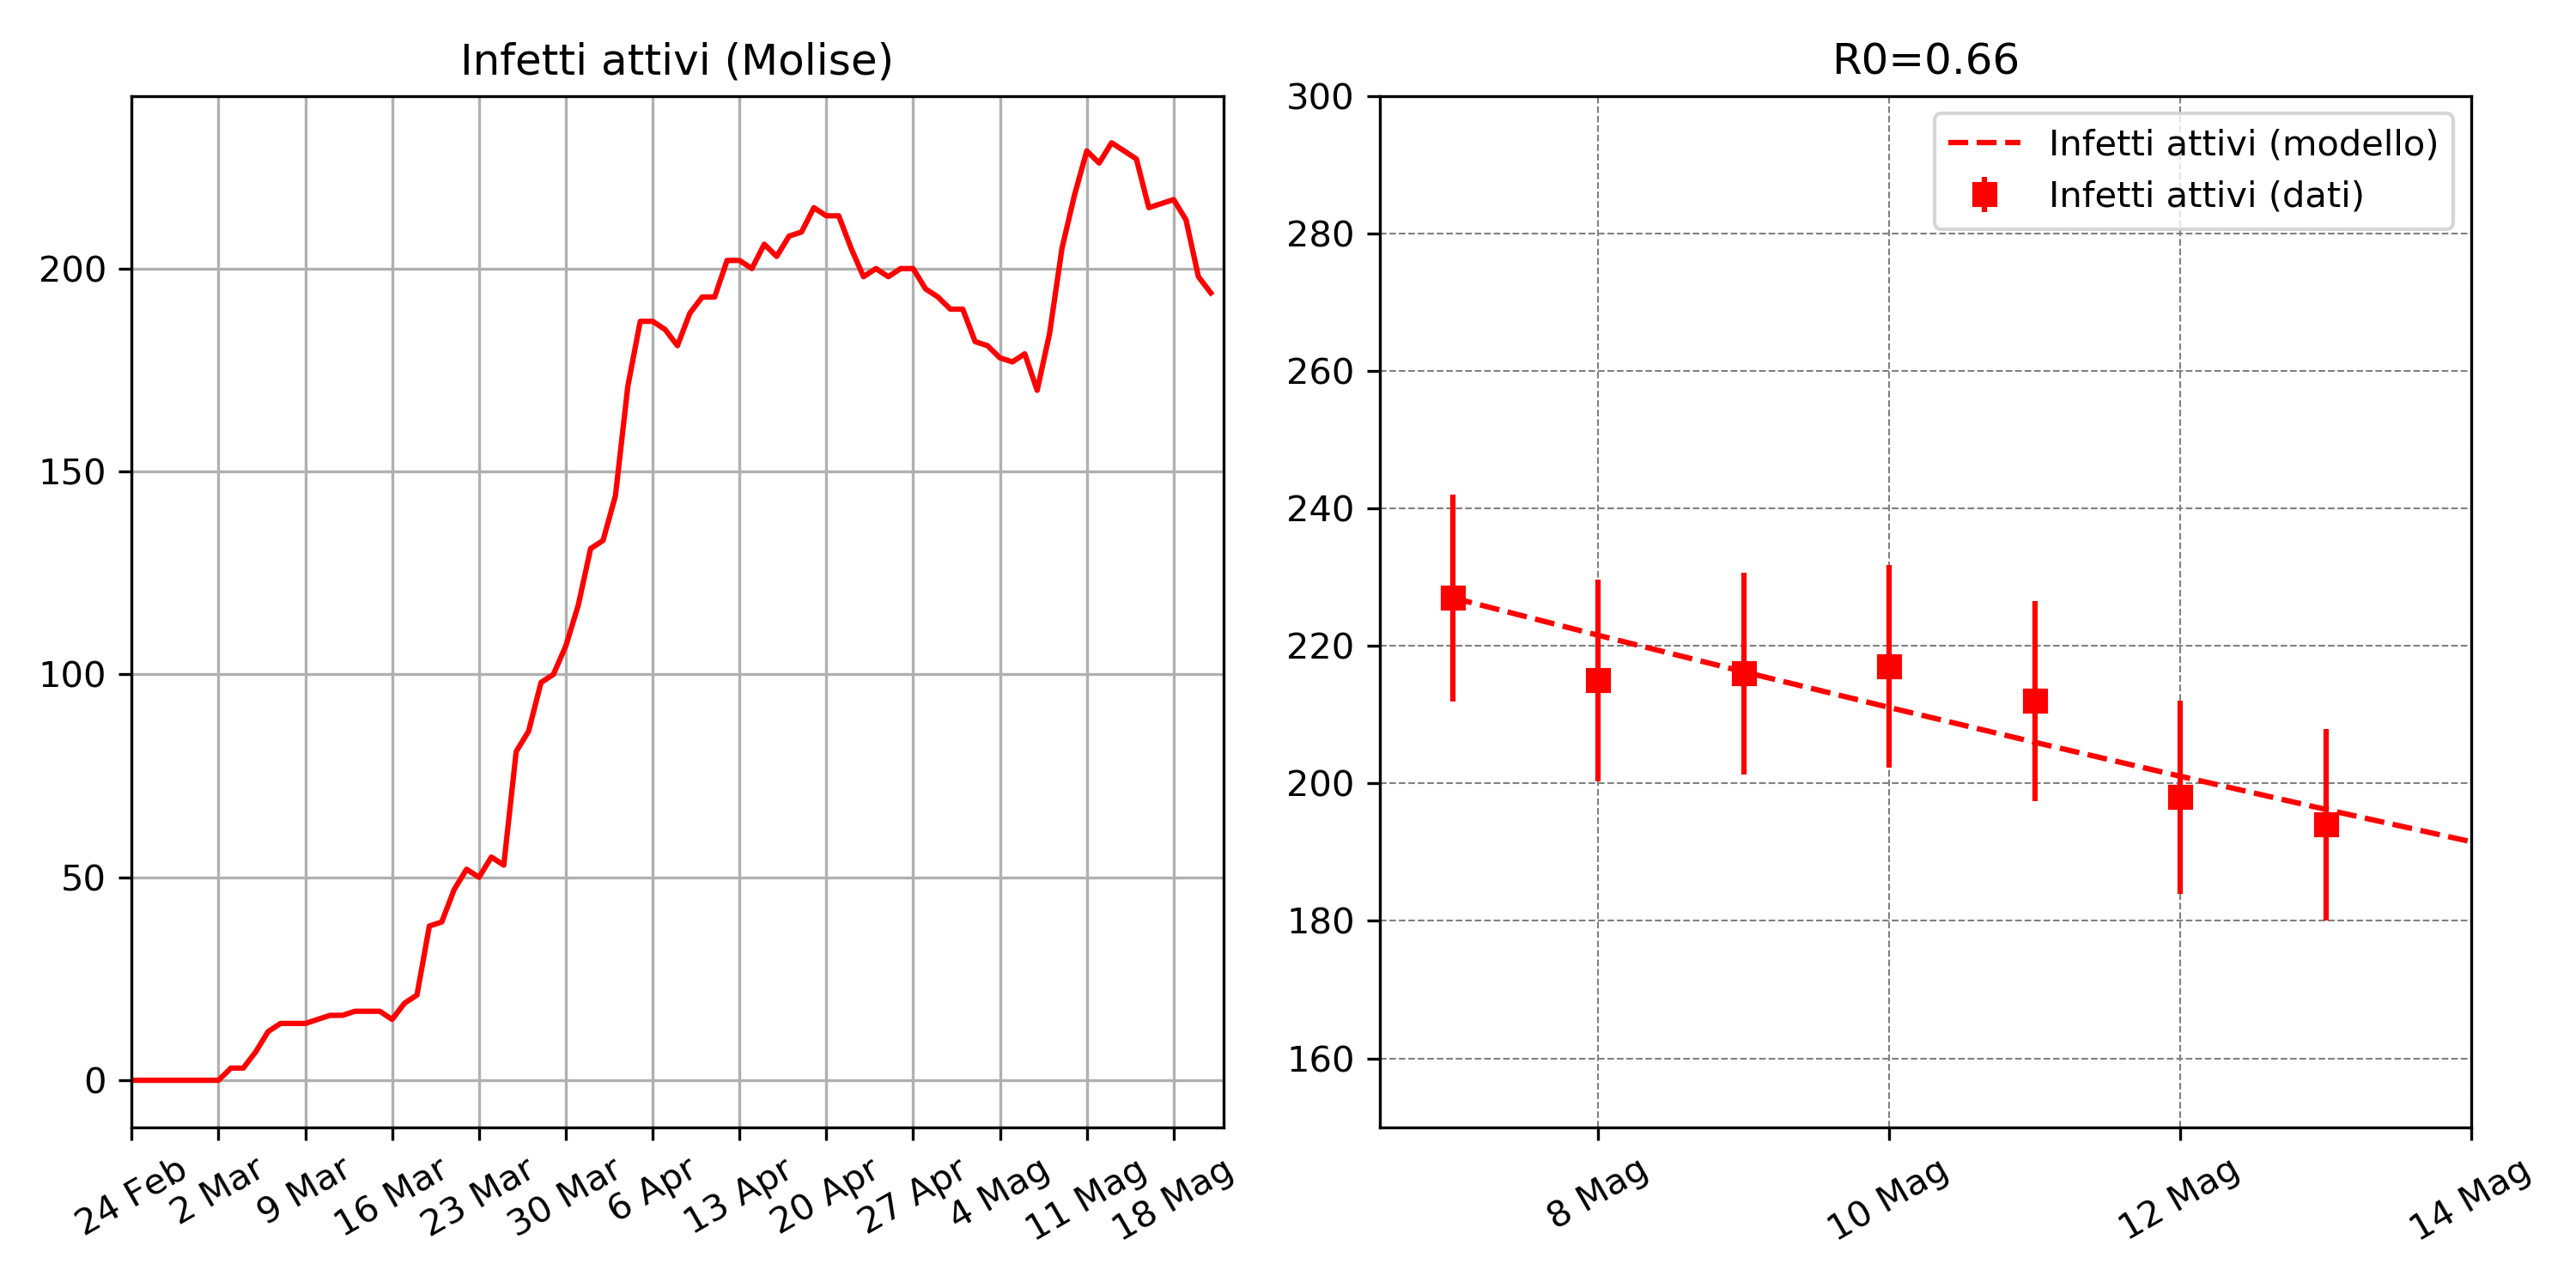 Infetti attivi (Molise)
200
150
100
50
0
24 Feb
2 Mar
9 Mar
16 Mar
23 Mar
30 Mar
6 Apr
13 Apr
20 Apr
27 Apr
4 Mag
11 Mag
18 Mag
R0=0.66
Infetti attivi (modello)
Infetti attivi (dati)
300
280
260
240
220
200
180
160
8 Mag
10 Mag
12 Mag
14 Mag